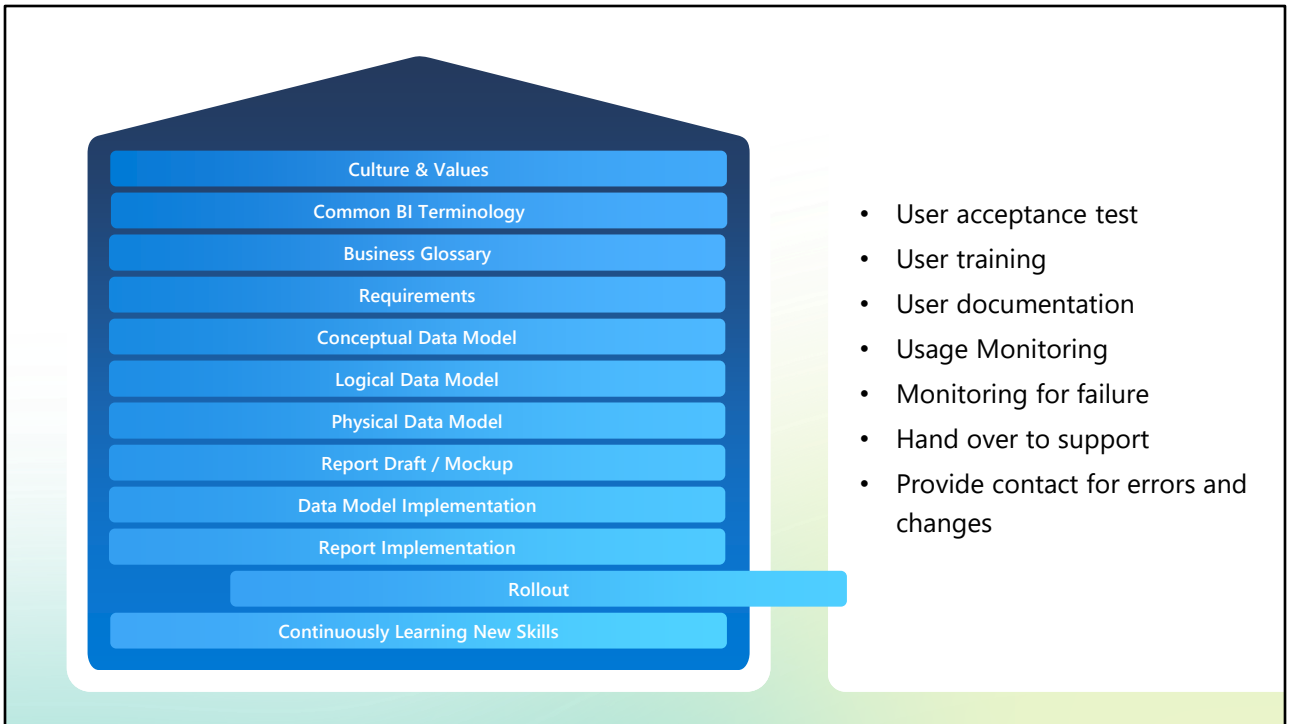 Culture & Values
Common BI Terminology
Business Glossary
Requirements
Conceptual Data Model
Logical Data Model
Physical Data Model
Report Draft / Mockup
Data Model Implementation
Report Implementation
Rollout
Continuously Learning New Skills
• User acceptance test
• User training
• User documentation
• Usage Monitoring
• Monitoring for failure
• Hand over to support
• Provide contact for errors and
changes